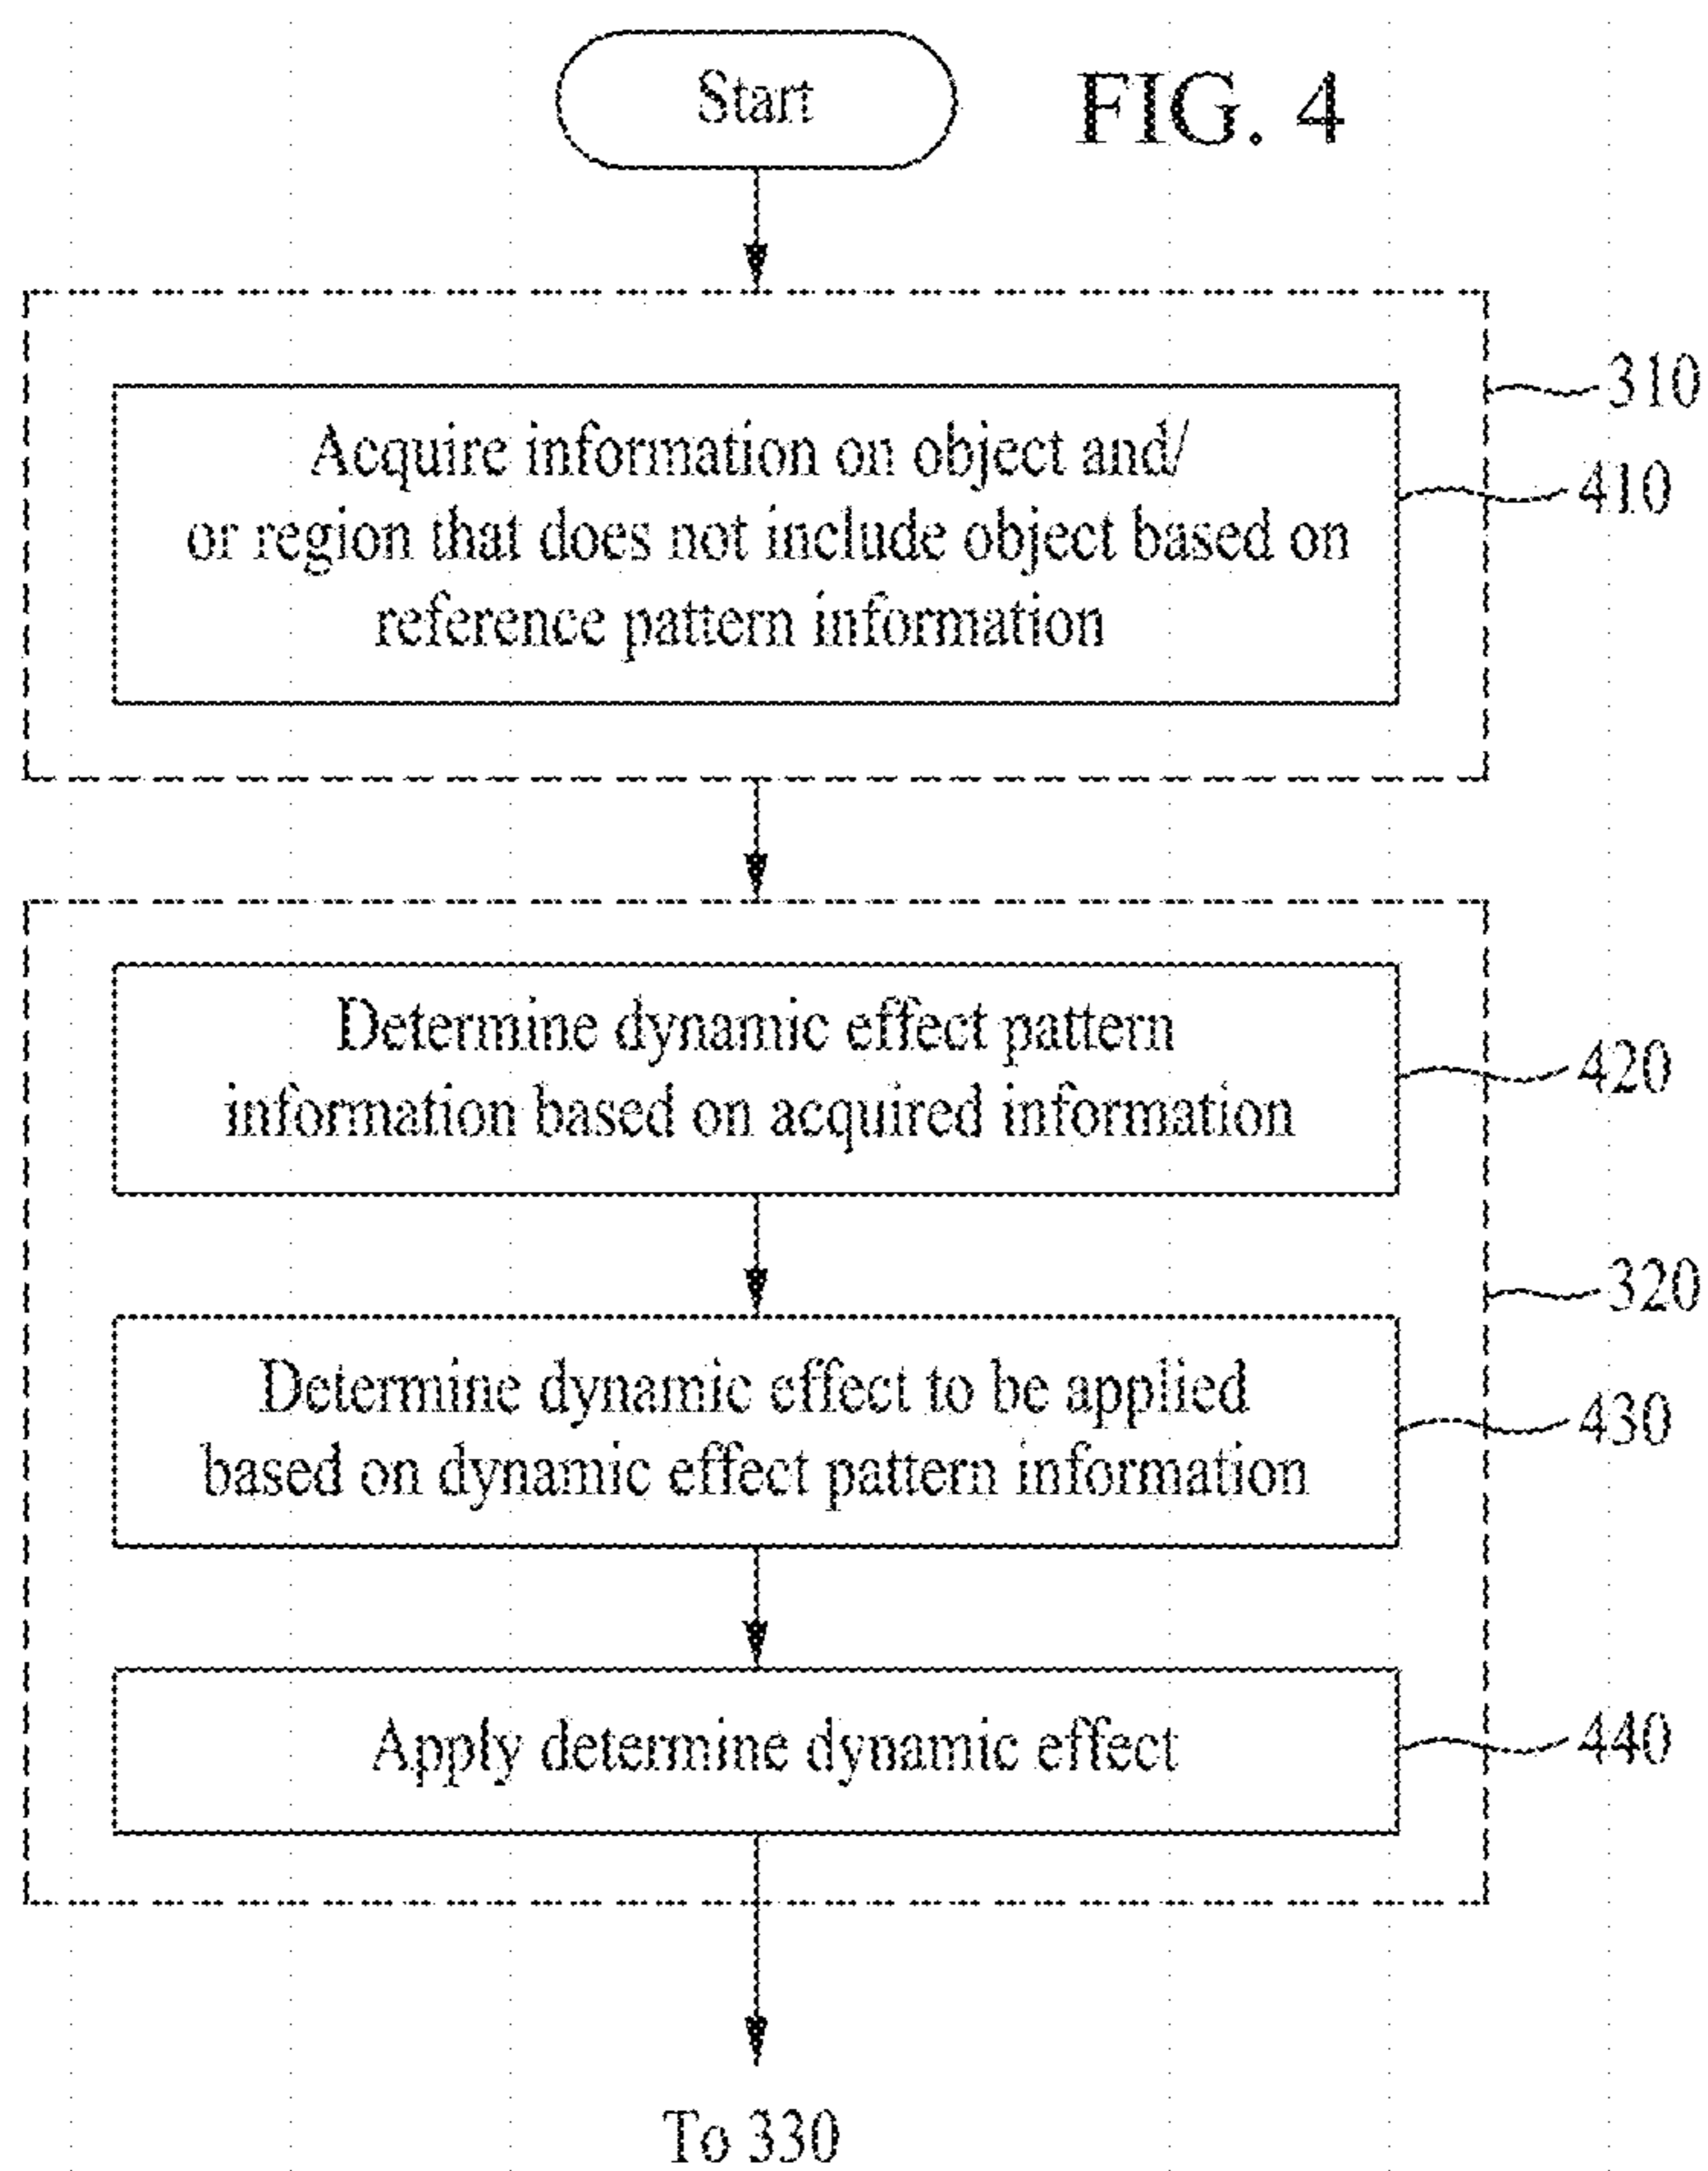 Start
FIG. 4
310
Acquire information on object and/
or region that does not include object based on
reference pattern information
410
Determine dynamic effect pattern
information based on acquired information
420
320
Determine dynamic effect to be applied
based on dynamic effect pattern information
430
Apply determine dynamic effect
440
To 330